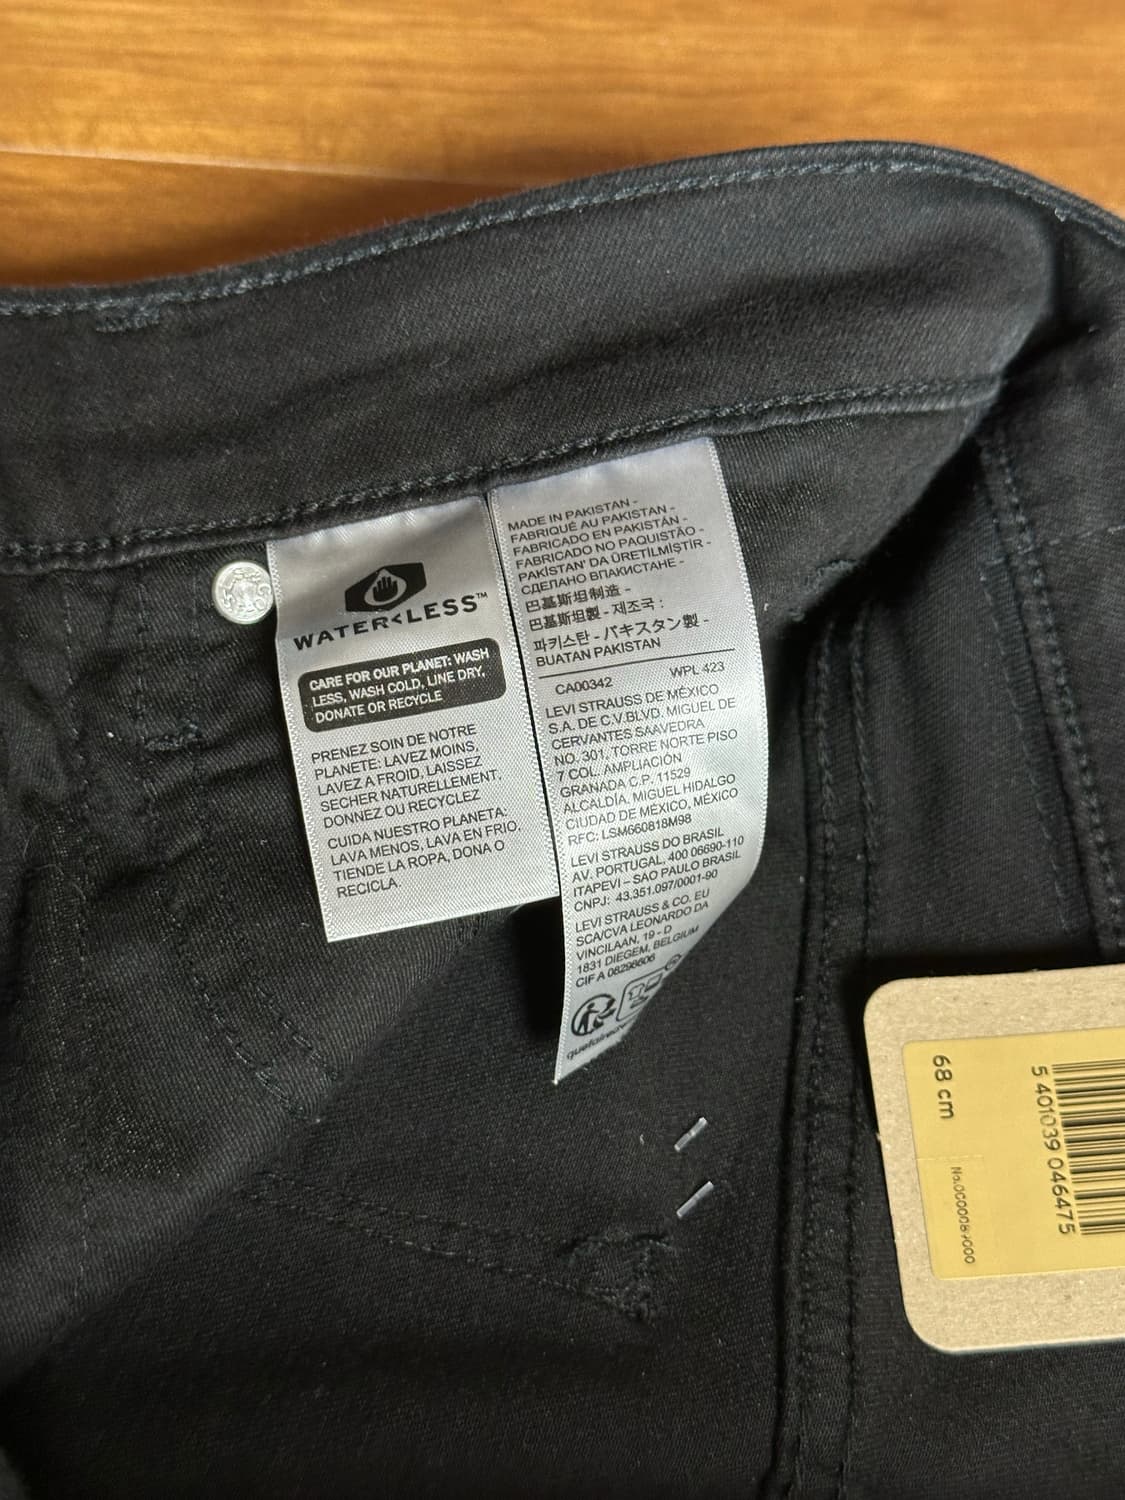 WATER<LESS™
CARE FOR OUR PLANET: WASH
LESS, WASH COLD, LINE DRY,
DONATE OR RECYCLE
PRENEZ SOIN DE NOTRE
PLANETE: LAVEZ MOINS,
LAVEZ A FROID, LAISSEZ
SECHER NATURELLEMENT,
DONNEZ OU RECYCLEZ
CUIDA NUESTRO PLANETA:
LAVA MENOS, LAVA EN FRIO,
TIENDE LA ROPA, DONA O
RECICLA.
MADE IN PAKISTAN -
FABRIQUÉ AU PAKISTAN -
FABRICADO EN PAKISTÁN -
FABRICADO NO PAQUISTÃO -
PAKİSTAN' DA ÜRETİLMİŞTİR -
СДЕЛАНО ВПАКИСТАНЕ -
巴基斯坦制造 -
巴基斯坦製 - 제조국 :
파키스탄 - パキスタン製 -
BUATAN PAKISTAN
CA00342 WPL 423
LEVI STRAUSS DE MÉXICO
S.A. DE C.V.BLVD. MIGUEL DE
CERVANTES SAAVEDRA
NO. 301, TORRE NORTE PISO
7 COL. AMPLIACIÓN
GRANADA C.P. 11529
ALCALDÍA. MIGUEL HIDALGO
CIUDAD DE MÉXICO, MÉXICO
RFC: LSM660818M98
LEVI STRAUSS DO BRASIL
AV. PORTUGAL, 400 06690-110
ITAPEVI – SAO PAULO BRASIL
CNPJ: 43.351.097/0001-90
LEVI STRAUSS & CO. EU
SCA/CVA LEONARDO DA
VINCILAAN, 19 - D
1831 DIEGEM, BELGIUM
CIF A 08298606
68 cm
5 401039 046475